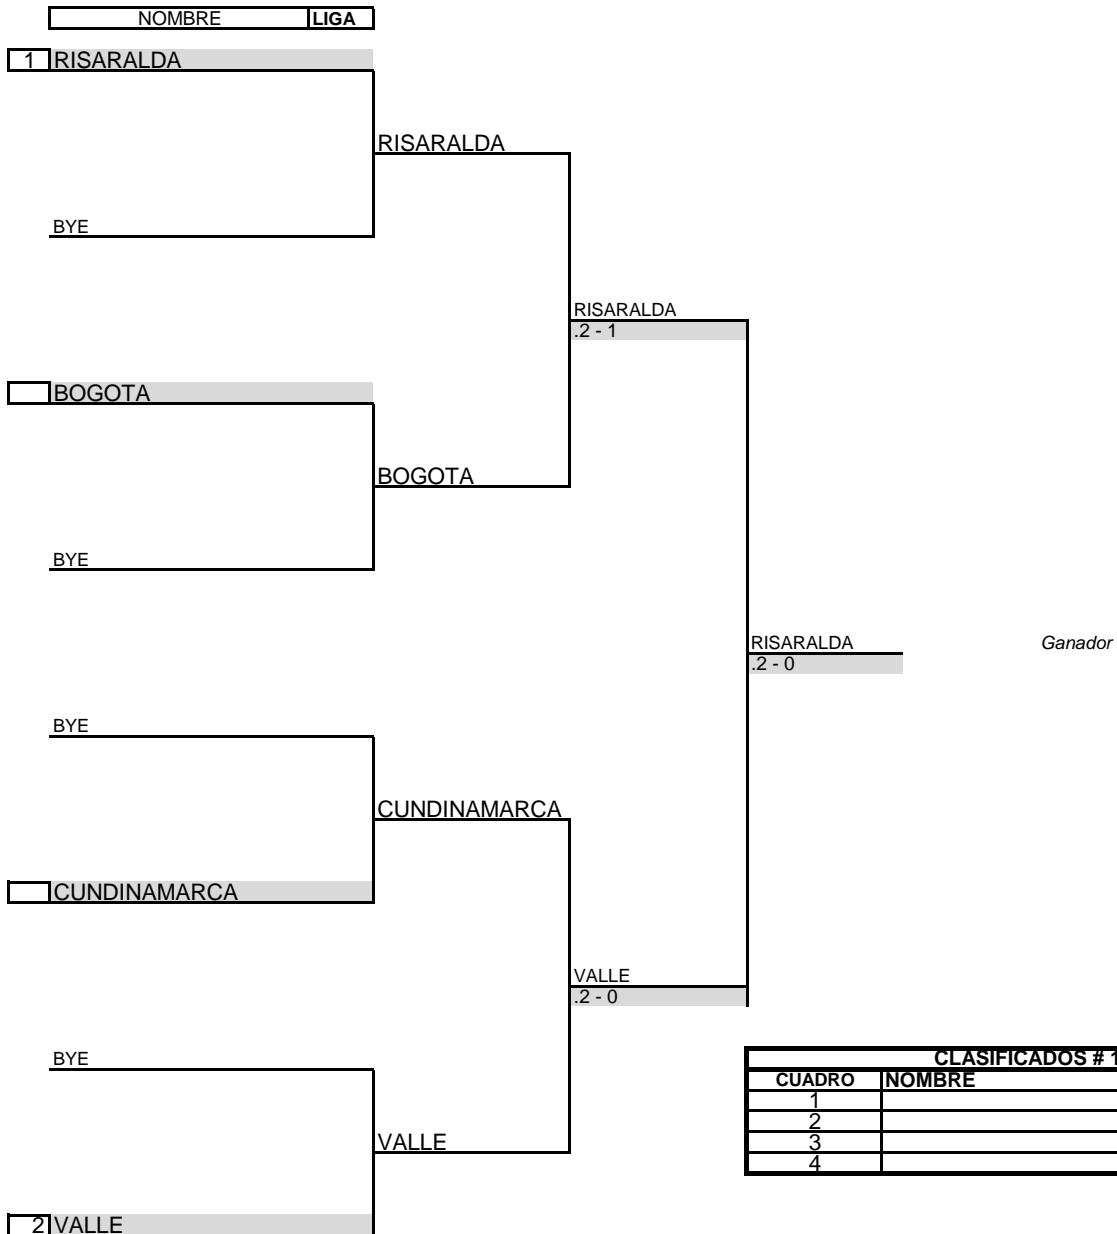 NOMBRE LIGA
1 RISARALDA
RISARALDA
BYE
RISARALDA
.2 - 1
BOGOTA
BOGOTA
BYE
RISARALDA Ganador
.2 - 0
BYE
CUNDINAMARCA
CUNDINAMARCA
VALLE
.2 - 0
BYE
CLASIFICADOS # 1
CUADRO NOMBRE
1
2
3
4
VALLE
2 VALLE